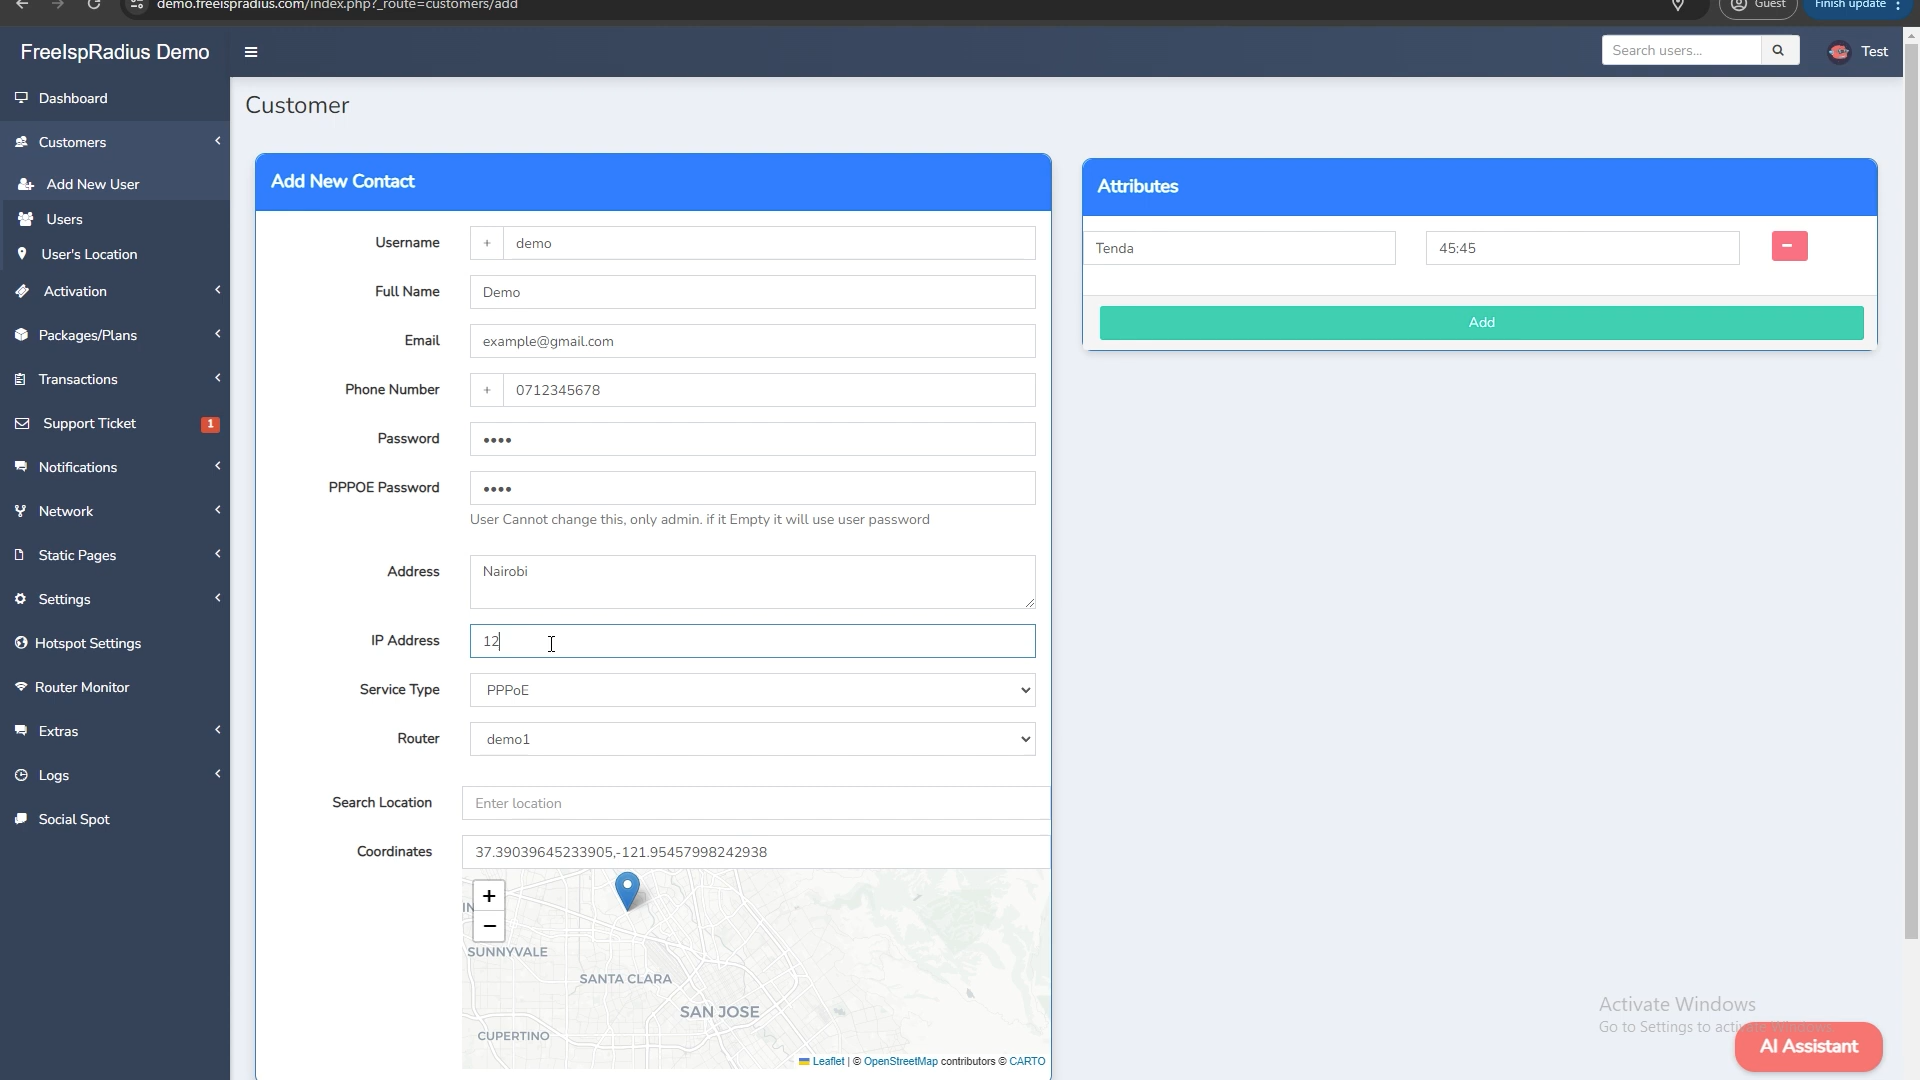 demo.freeispradius.com/index.php?_route=customers/add
Guest
Finish update
FreeIspRadius Demo
Search users...
Test
Dashboard
Customers
Add New User
Users
User's Location
Activation
Packages/Plans
Transactions
Support Ticket
1
Notifications
Network
Static Pages
Settings
Hotspot Settings
Router Monitor
Extras
Logs
Social Spot
Customer
Add New Contact
Username
+
demo
Full Name
Demo
Email
example@gmail.com
Phone Number
+
0712345678
Password
••••
PPPOE Password
••••
User Cannot change this, only admin. if it Empty it will use user password
Address
Nairobi
IP Address
12
Service Type
PPPoE
Router
demo1
Search Location
Enter location
Coordinates
37.39039645233905,-121.95457998242938
+
−
SUNNYVALE
SANTA CLARA
SAN JOSE
CUPERTINO
Leaflet | © OpenStreetMap contributors © CARTO
Attributes
Tenda
45:45
Add
Activate Windows
Go to Settings to activate Windows.
AI Assistant